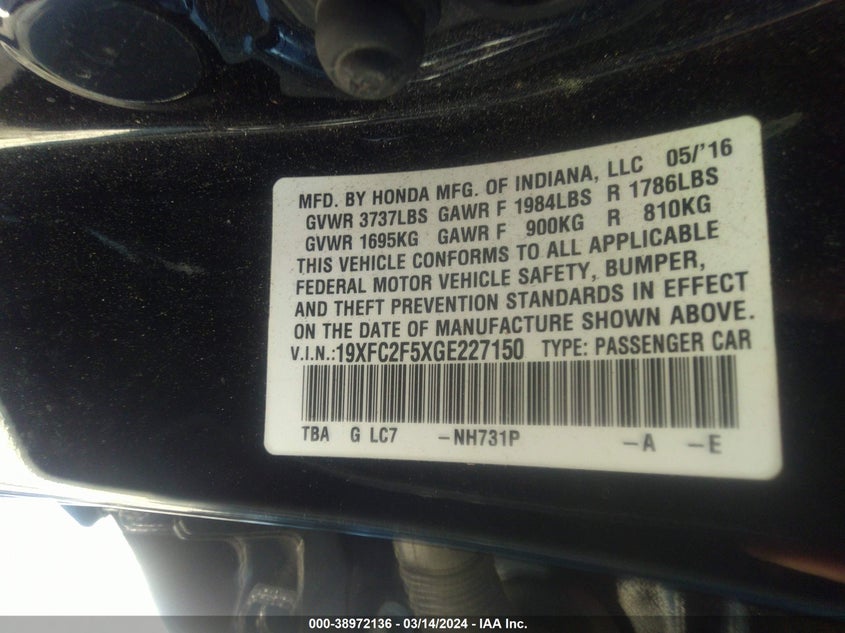 MFD. BY HONDA MFG. OF INDIANA, LLC 05/'16
GVWR 3737LBS GAWR F 1984LBS R 1786LBS
GVWR 1695KG GAWR F 900KG R 810KG
THIS VEHICLE CONFORMS TO ALL APPLICABLE
FEDERAL MOTOR VEHICLE SAFETY, BUMPER,
AND THEFT PREVENTION STANDARDS IN EFFECT
ON THE DATE OF MANUFACTURE SHOWN ABOVE.
V.I.N.:19XFC2F5XGE227150 TYPE: PASSENGER CAR
TBA G LC7 -NH731P -A -E
000-38972136 - 03/14/2024 - IAA Inc.